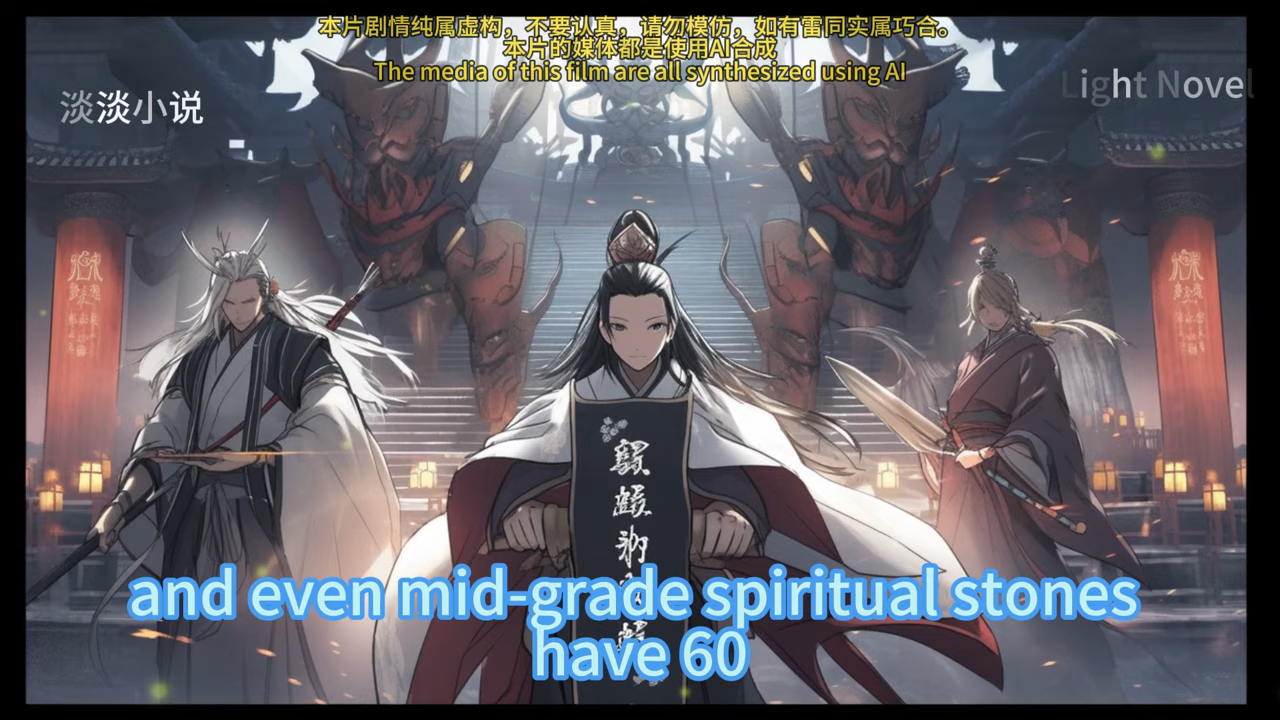 本片剧情纯属虚构，不要认真，请勿模仿，如有雷同实属巧合。
本片的媒体都是使用AI合成
The media of this film are all synthesized using AI
淡淡小说
Light Novel
and even mid-grade spiritual stones
have 60